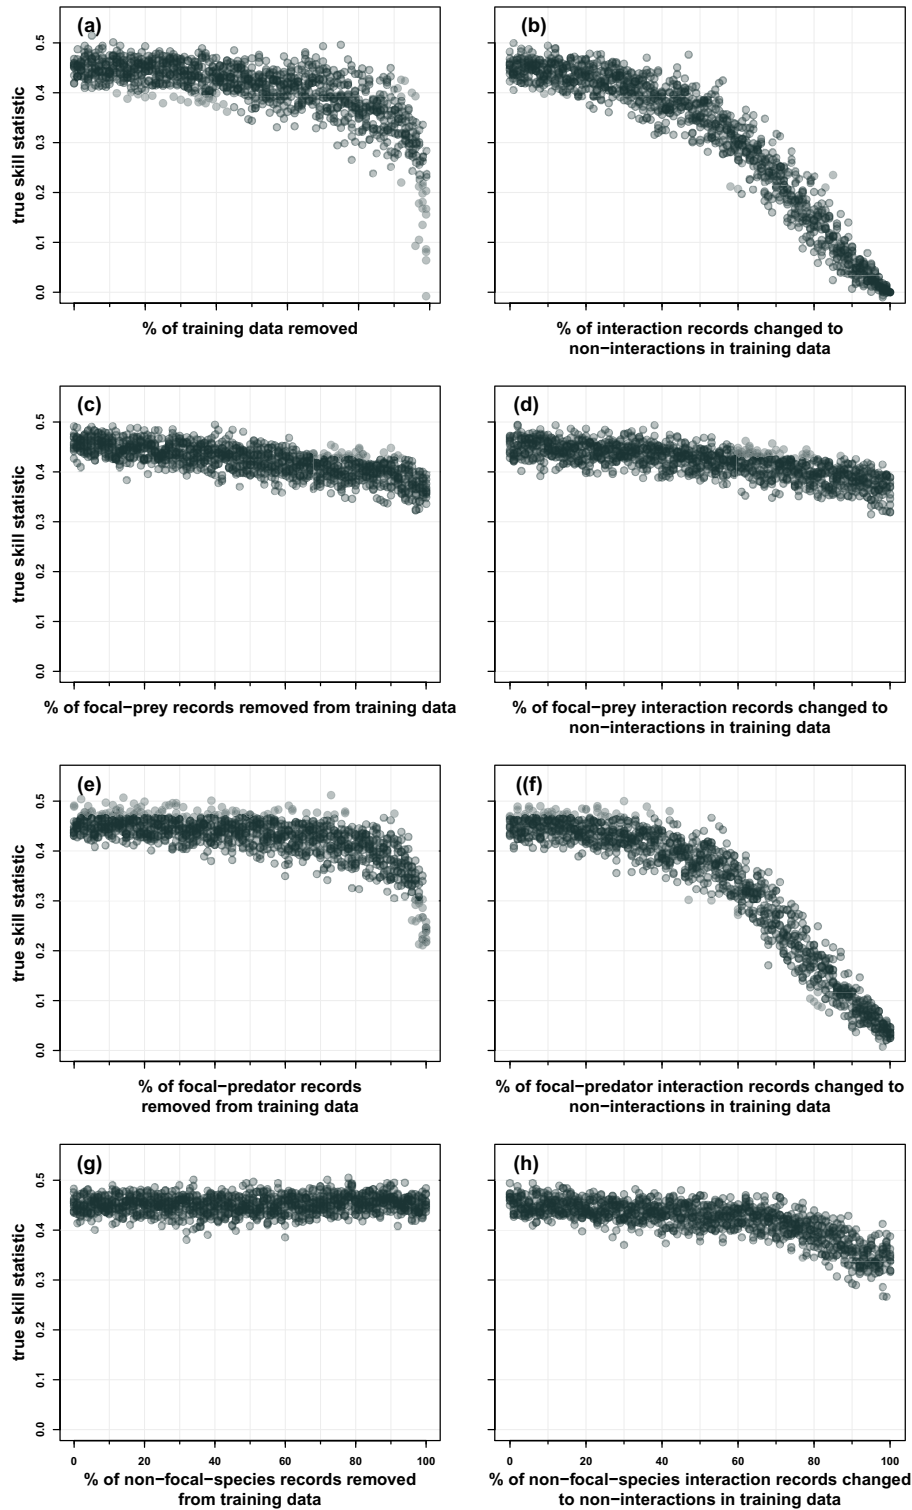 (a)
(b)
true skill statistic
0.5
0.4
0.3
0.2
0.1
0.0
% of training data removed
% of interaction records changed to
non−interactions in training data
(c)
(d)
true skill statistic
0.5
0.4
0.3
0.2
0.1
0.0
% of focal−prey records removed from training data
% of focal−prey interaction records changed to
non−interactions in training data
(e)
((f)
true skill statistic
0.5
0.4
0.3
0.2
0.1
0.0
% of focal−predator records
removed from training data
% of focal−predator interaction records changed to
non−interactions in training data
(g)
(h)
true skill statistic
0.5
0.4
0.3
0.2
0.1
0.0
0 20 40 60 80 100
0 20 40 60 80 100
% of non−focal−species records removed
from training data
% of non−focal−species interaction records changed
to non−interactions in training data